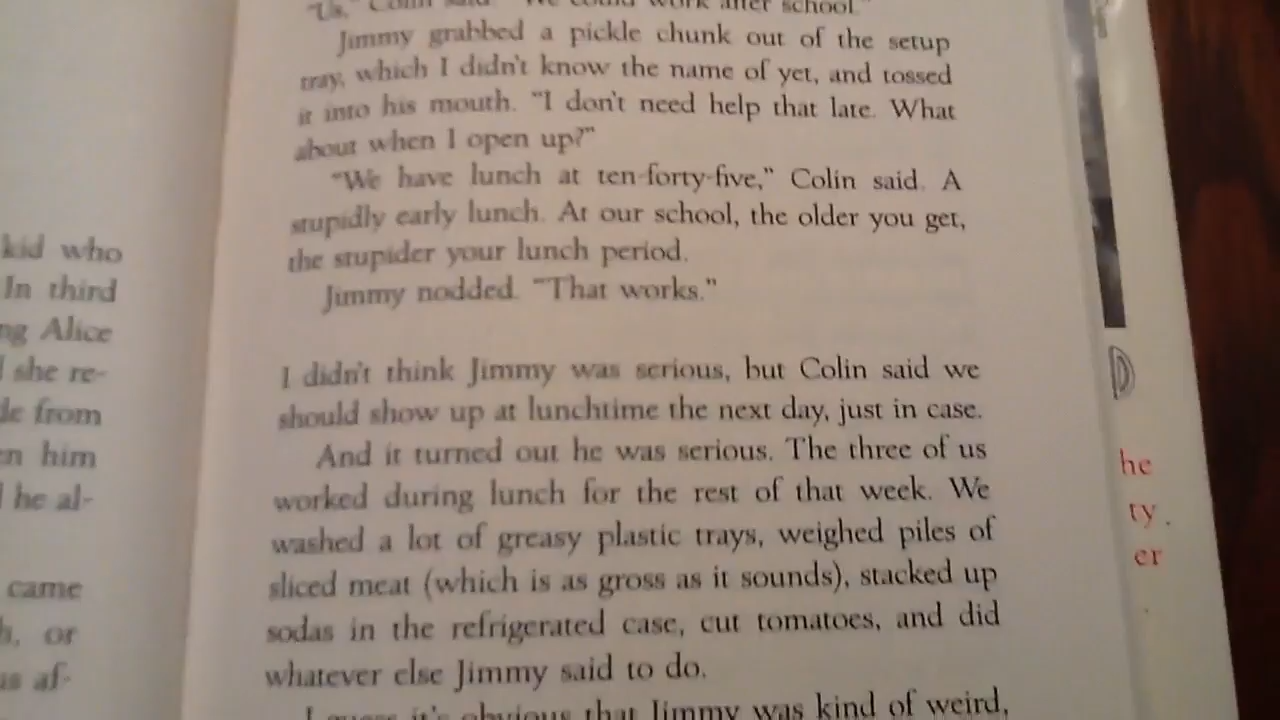 kid who
In third
Alice
she re-
from
him
he al-
came
or
"Us," Colin said. "We could work after school."
Jimmy grabbed a pickle chunk out of the setup
tray, which I didn't know the name of yet, and tossed
it into his mouth. "I don't need help that late. What
about when I open up?"
"We have lunch at ten-forty-five," Colin said. A
stupidly early lunch. At our school, the older you get,
the stupider your lunch period.
Jimmy nodded. "That works."
I didn't think Jimmy was serious, but Colin said we
should show up at lunchtime the next day, just in case.
And it turned out he was serious. The three of us
worked during lunch for the rest of that week. We
washed a lot of greasy plastic trays, weighed piles of
sliced meat (which is as gross as it sounds), stacked up
sodas in the refrigerated case, cut tomatoes, and did
whatever else Jimmy said to do.
I guess it's obvious that Jimmy was kind of weird,
he
ty.
er